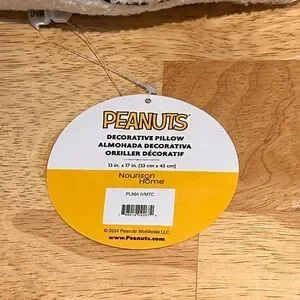 PEANUTS
DECORATIVE PILLOW
ALMOHADA DECORATIVA
OREILLER DÉCORATIF
13 in. x 17 in. (33 cm x 43 cm)
Nourison
Home
PL964 IVMTC
© 2024 Peanuts Worldwide LLC
www.Peanuts.com